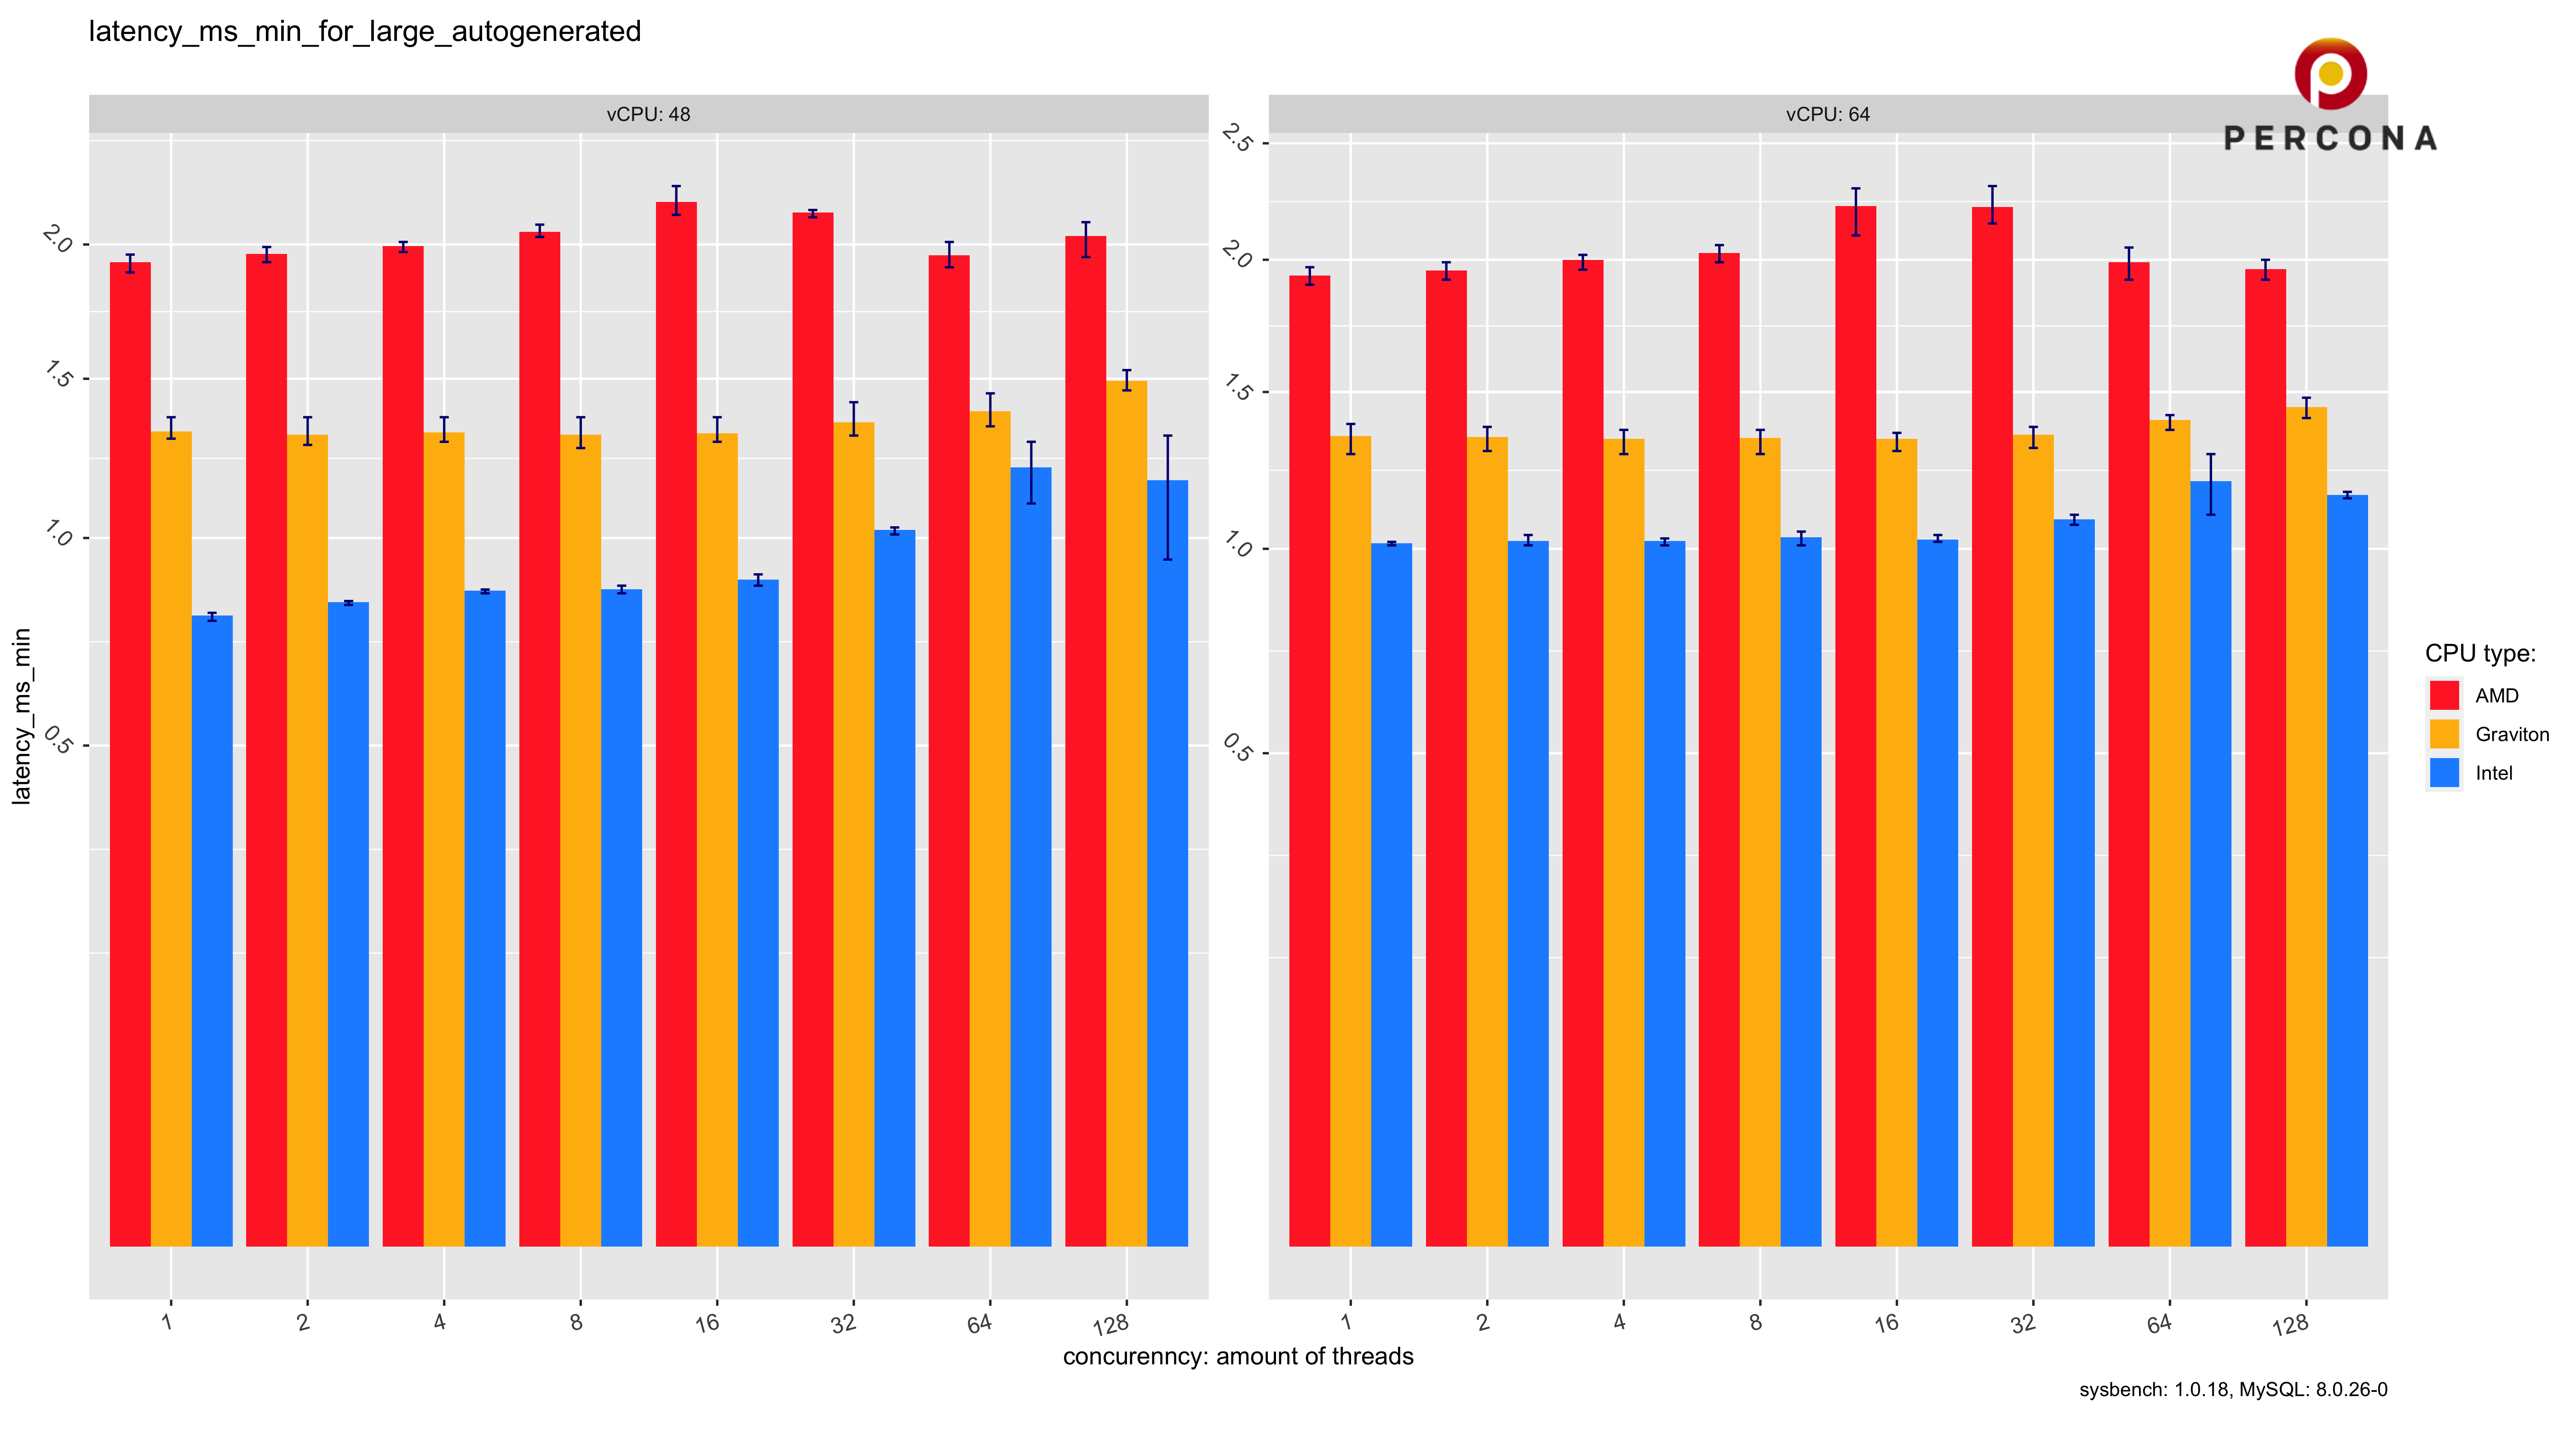 latency_ms_min_for_large_autogenerated
PERCONA
vCPU: 48
vCPU: 64
latency_ms_min
2.0
1.5
1.0
0.5
2.5
2.0
1.5
1.0
0.5
1 2 4 8 16 32 64 128
1 2 4 8 16 32 64 128
concurenncy: amount of threads
CPU type:
AMD
Graviton
Intel
sysbench: 1.0.18, MySQL: 8.0.26-0